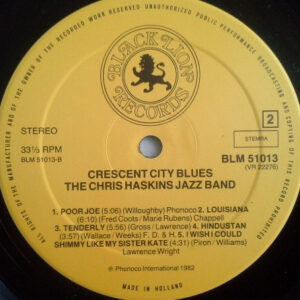 ALL RIGHTS OF THE MANUFACTURER AND OF THE OWNER OF THE RECORDED WORK RESERVED UNAUTHORIZED PUBLIC PERFORMANCE BROADCASTING AND COPYING OF THIS RECORD
BLACK LION
RECORDS
STEREO
33⅓ RPM
BLM 51013-B
2
STEMRA
BLM 51013
(VR 22276)
CRESCENT CITY BLUES
THE CHRIS HASKINS JAZZ BAND
1. POOR JOE (5:06) (Willoughby) Phonoco 2. LOUISIANA
(6:10) (Fred Coots / Marie Rubens) Chappell
3. TENDERLY (5:56) (Gross / Lawrence) 4. HINDUSTAN
(3:57) (Wallace / Weeks) F. D. & H. 5. I WISH I COULD
SHIMMY LIKE MY SISTER KATE (4:31) (Piron / Williams)
Lawrence Wright
℗ Phonoco International 1982
MADE IN HOLLAND